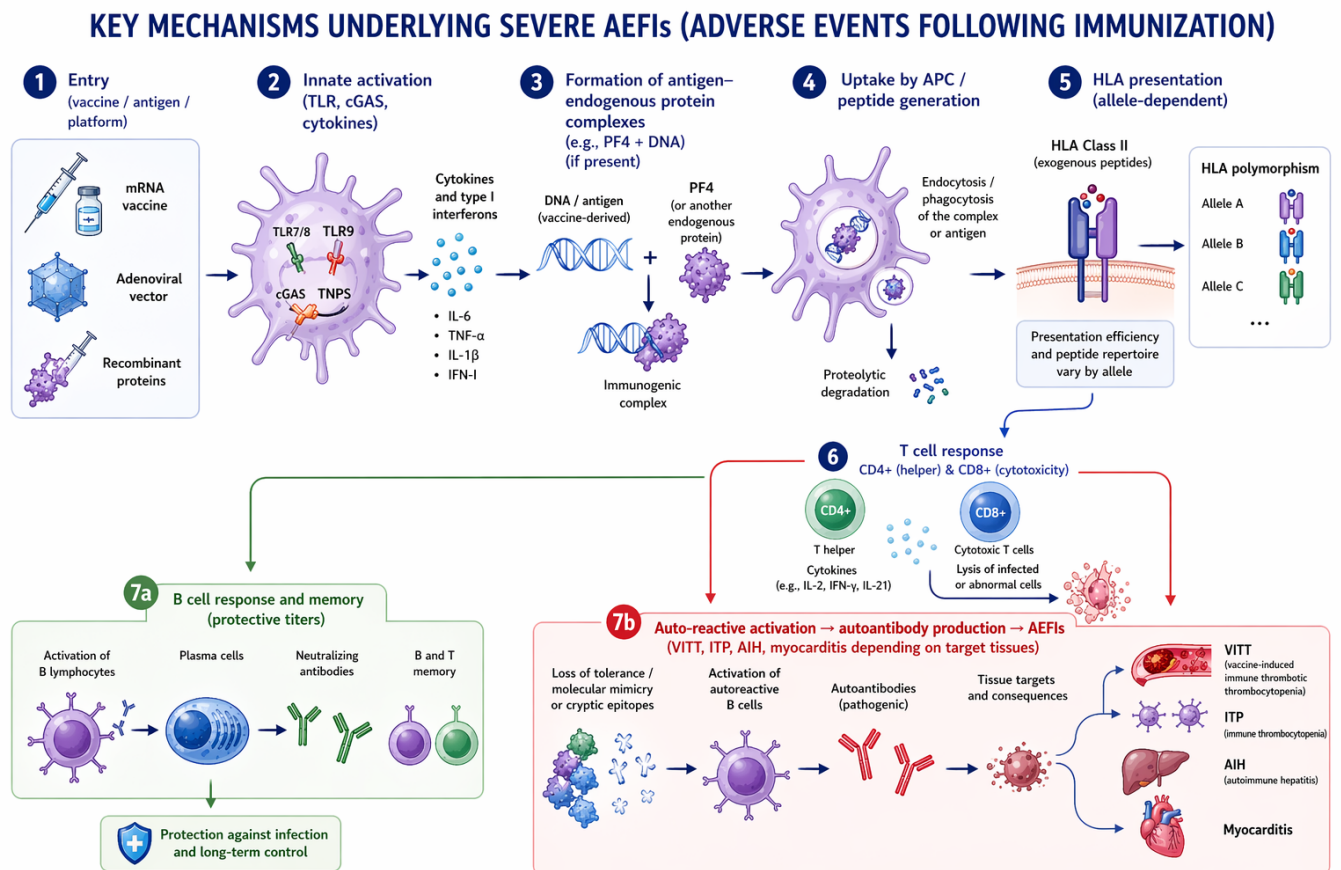 KEY MECHANISMS UNDERLYING SEVERE AEFIs (ADVERSE EVENTS FOLLOWING IMMUNIZATION)
1
Entry
(vaccine / antigen /
platform)
mRNA
vaccine
Adenoviral
vector
Recombinant
proteins
2
Innate activation
(TLR, cGAS,
cytokines)
TLR7/8
TLR9
cGAS
TNPS
Cytokines
and type I
interferons
• IL-6
• TNF-α
• IL-1β
• IFN-I
3
Formation of antigen–
endogenous protein
complexes
(e.g., PF4 + DNA)
(if present)
DNA / antigen
(vaccine-derived)
+
PF4
(or another
endogenous
protein)
Immunogenic
complex
4
Uptake by APC /
peptide generation
Endocytosis /
phagocytosis
of the complex
or antigen
Proteolytic
degradation
5
HLA presentation
(allele-dependent)
HLA Class II
(exogenous peptides)
Presentation efficiency
and peptide repertoire
vary by allele
HLA polymorphism
Allele A
Allele B
Allele C
...
6
T cell response
CD4+ (helper) & CD8+ (cytotoxicity)
CD4+
T helper
Cytokines
(e.g., IL-2, IFN-γ, IL-21)
CD8+
Cytotoxic T cells
Lysis of infected
or abnormal cells
7a
B cell response and memory
(protective titers)
Activation of
B lymphocytes
Plasma cells
Neutralizing
antibodies
B and T
memory
Protection against infection
and long-term control
7b
Auto-reactive activation → autoantibody production → AEFIs
(VITT, ITP, AIH, myocarditis depending on target tissues)
Loss of tolerance /
molecular mimicry
or cryptic epitopes
Activation of
autoreactive
B cells
Autoantibodies
(pathogenic)
Tissue targets
and consequences
VITT
(vaccine-induced
immune thrombotic
thrombocytopenia)
ITP
(immune thrombocytopenia)
AIH
(autoimmune hepatitis)
Myocarditis